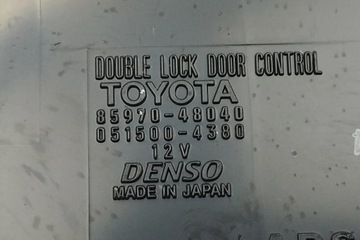 DOUBLE LOCK DOOR CONTROL
TOYOTA
85970-48040
051500-4380
12V
DENSO
MADE IN JAPAN